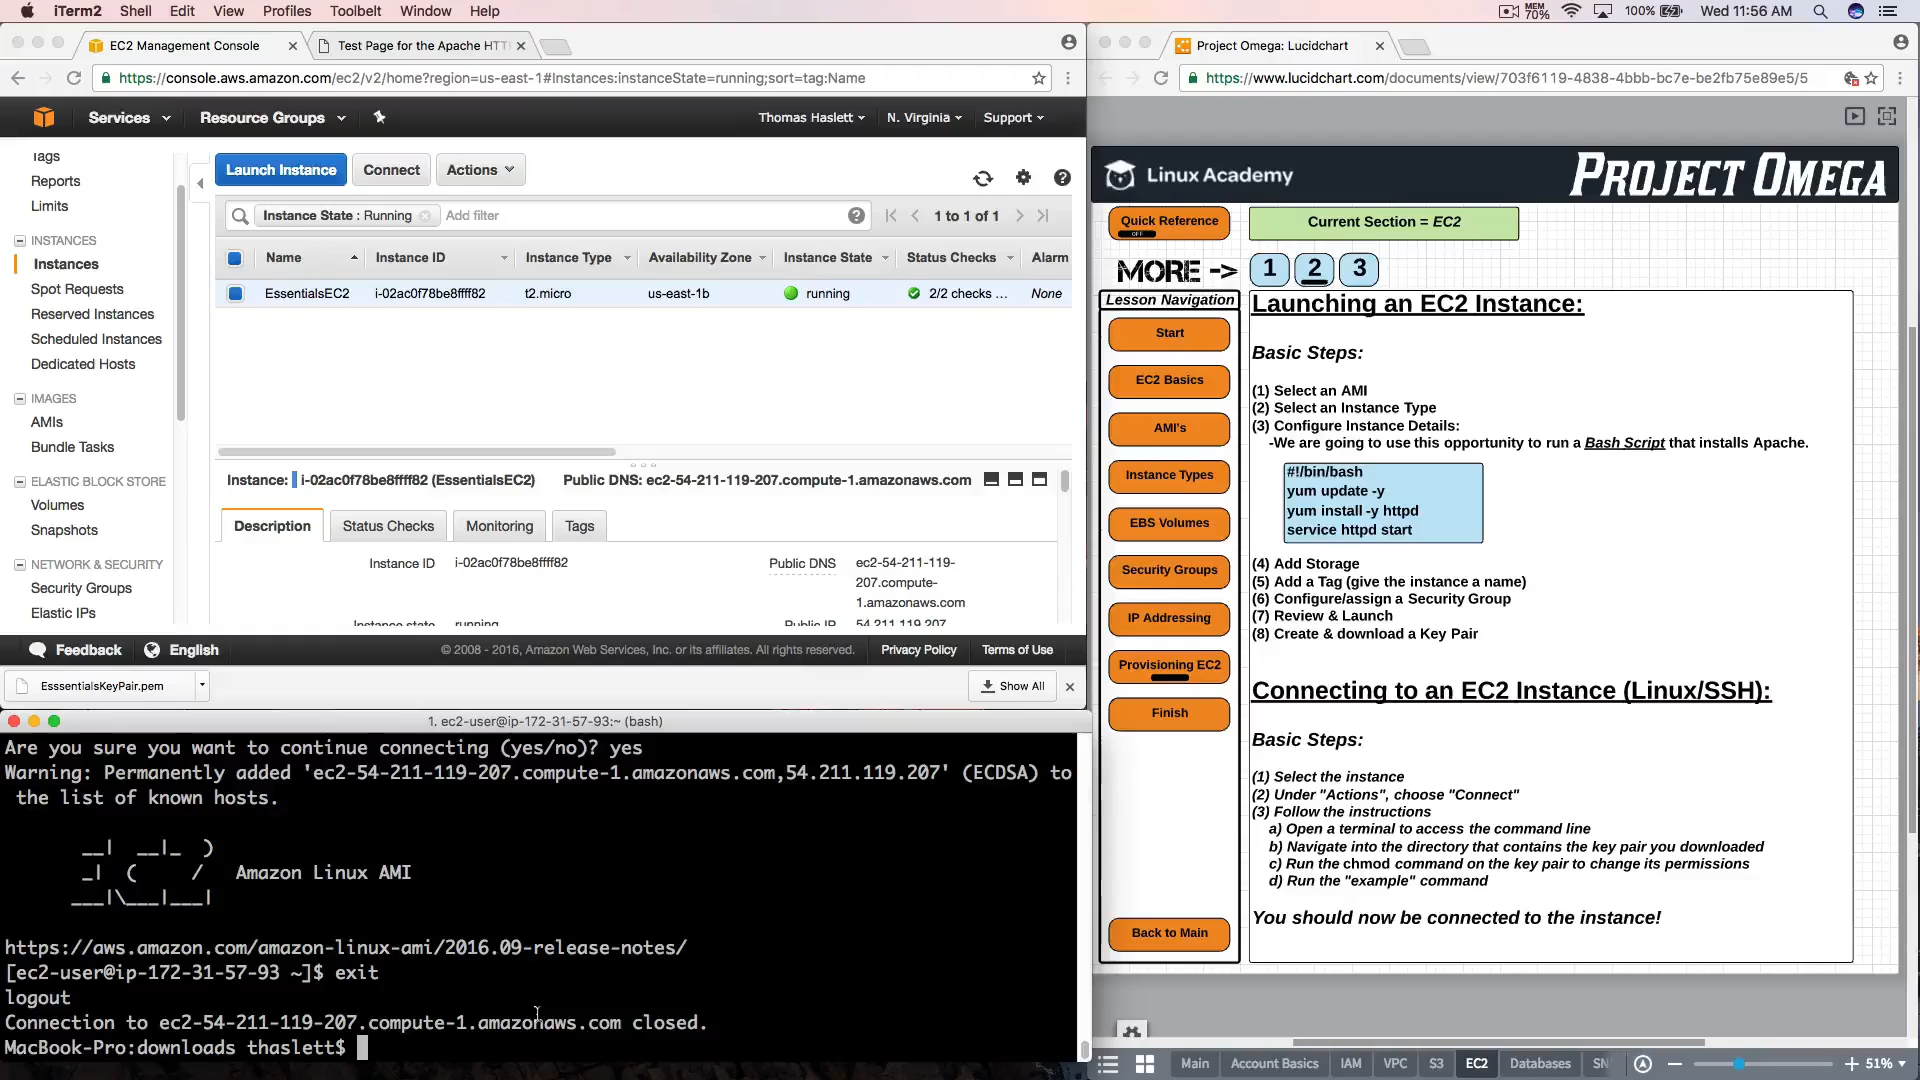 iTerm2 Shell Edit View Profiles Toolbelt Window Help
MEM 70% 100% Wed 11:56 AM
EC2 Management Console
Test Page for the Apache HTT
https://console.aws.amazon.com/ec2/v2/home?region=us-east-1#Instances:instanceState=running;sort=tag:Name
Services Resource Groups Thomas Haslett N. Virginia Support
Tags
Reports
Limits
INSTANCES
Instances
Spot Requests
Reserved Instances
Scheduled Instances
Dedicated Hosts
IMAGES
AMIs
Bundle Tasks
ELASTIC BLOCK STORE
Volumes
Snapshots
NETWORK & SECURITY
Security Groups
Elastic IPs
Launch Instance Connect Actions
Instance State : Running Add filter 1 to 1 of 1
Name Instance ID Instance Type Availability Zone Instance State Status Checks Alarm
EssentialsEC2 i-02ac0f78be8ffff82 t2.micro us-east-1b running 2/2 checks ... None
Instance: i-02ac0f78be8ffff82 (EssentialsEC2) Public DNS: ec2-54-211-119-207.compute-1.amazonaws.com
Description Status Checks Monitoring Tags
Instance ID i-02ac0f78be8ffff82 Public DNS ec2-54-211-119-
207.compute-
1.amazonaws.com
Instance state running Public IP 54.211.119.207
Feedback English © 2008 - 2016, Amazon Web Services, Inc. or its affiliates. All rights reserved. Privacy Policy Terms of Use
EsssentialsKeyPair.pem Show All
1. ec2-user@ip-172-31-57-93:~ (bash)
Are you sure you want to continue connecting (yes/no)? yes
Warning: Permanently added 'ec2-54-211-119-207.compute-1.amazonaws.com,54.211.119.207' (ECDSA) to
the list of known hosts.
__| __|_ )
_| ( / Amazon Linux AMI
___|\___|___|
https://aws.amazon.com/amazon-linux-ami/2016.09-release-notes/
[ec2-user@ip-172-31-57-93 ~]$ exit
logout
Connection to ec2-54-211-119-207.compute-1.amazonaws.com closed.
MacBook-Pro:downloads thaslett$
Project Omega: Lucidchart
https://www.lucidchart.com/documents/view/703f6119-4838-4bbb-bc7e-be2fb75e89e5/5
Linux Academy PROJECT OMEGA
Quick Reference
OFF
Current Section = EC2
MORE -> 1 2 3
Lesson Navigation
Start
EC2 Basics
AMI's
Instance Types
EBS Volumes
Security Groups
IP Addressing
Provisioning EC2
Finish
Back to Main
Launching an EC2 Instance:
Basic Steps:
(1) Select an AMI
(2) Select an Instance Type
(3) Configure Instance Details:
-We are going to use this opportunity to run a Bash Script that installs Apache.
#!/bin/bash
yum update -y
yum install -y httpd
service httpd start
(4) Add Storage
(5) Add a Tag (give the instance a name)
(6) Configure/assign a Security Group
(7) Review & Launch
(8) Create & download a Key Pair
Connecting to an EC2 Instance (Linux/SSH):
Basic Steps:
(1) Select the instance
(2) Under "Actions", choose "Connect"
(3) Follow the instructions
a) Open a terminal to access the command line
b) Navigate into the directory that contains the key pair you downloaded
c) Run the chmod command on the key pair to change its permissions
d) Run the "example" command
You should now be connected to the instance!
Main Account Basics IAM VPC S3 EC2 Databases SN 51%